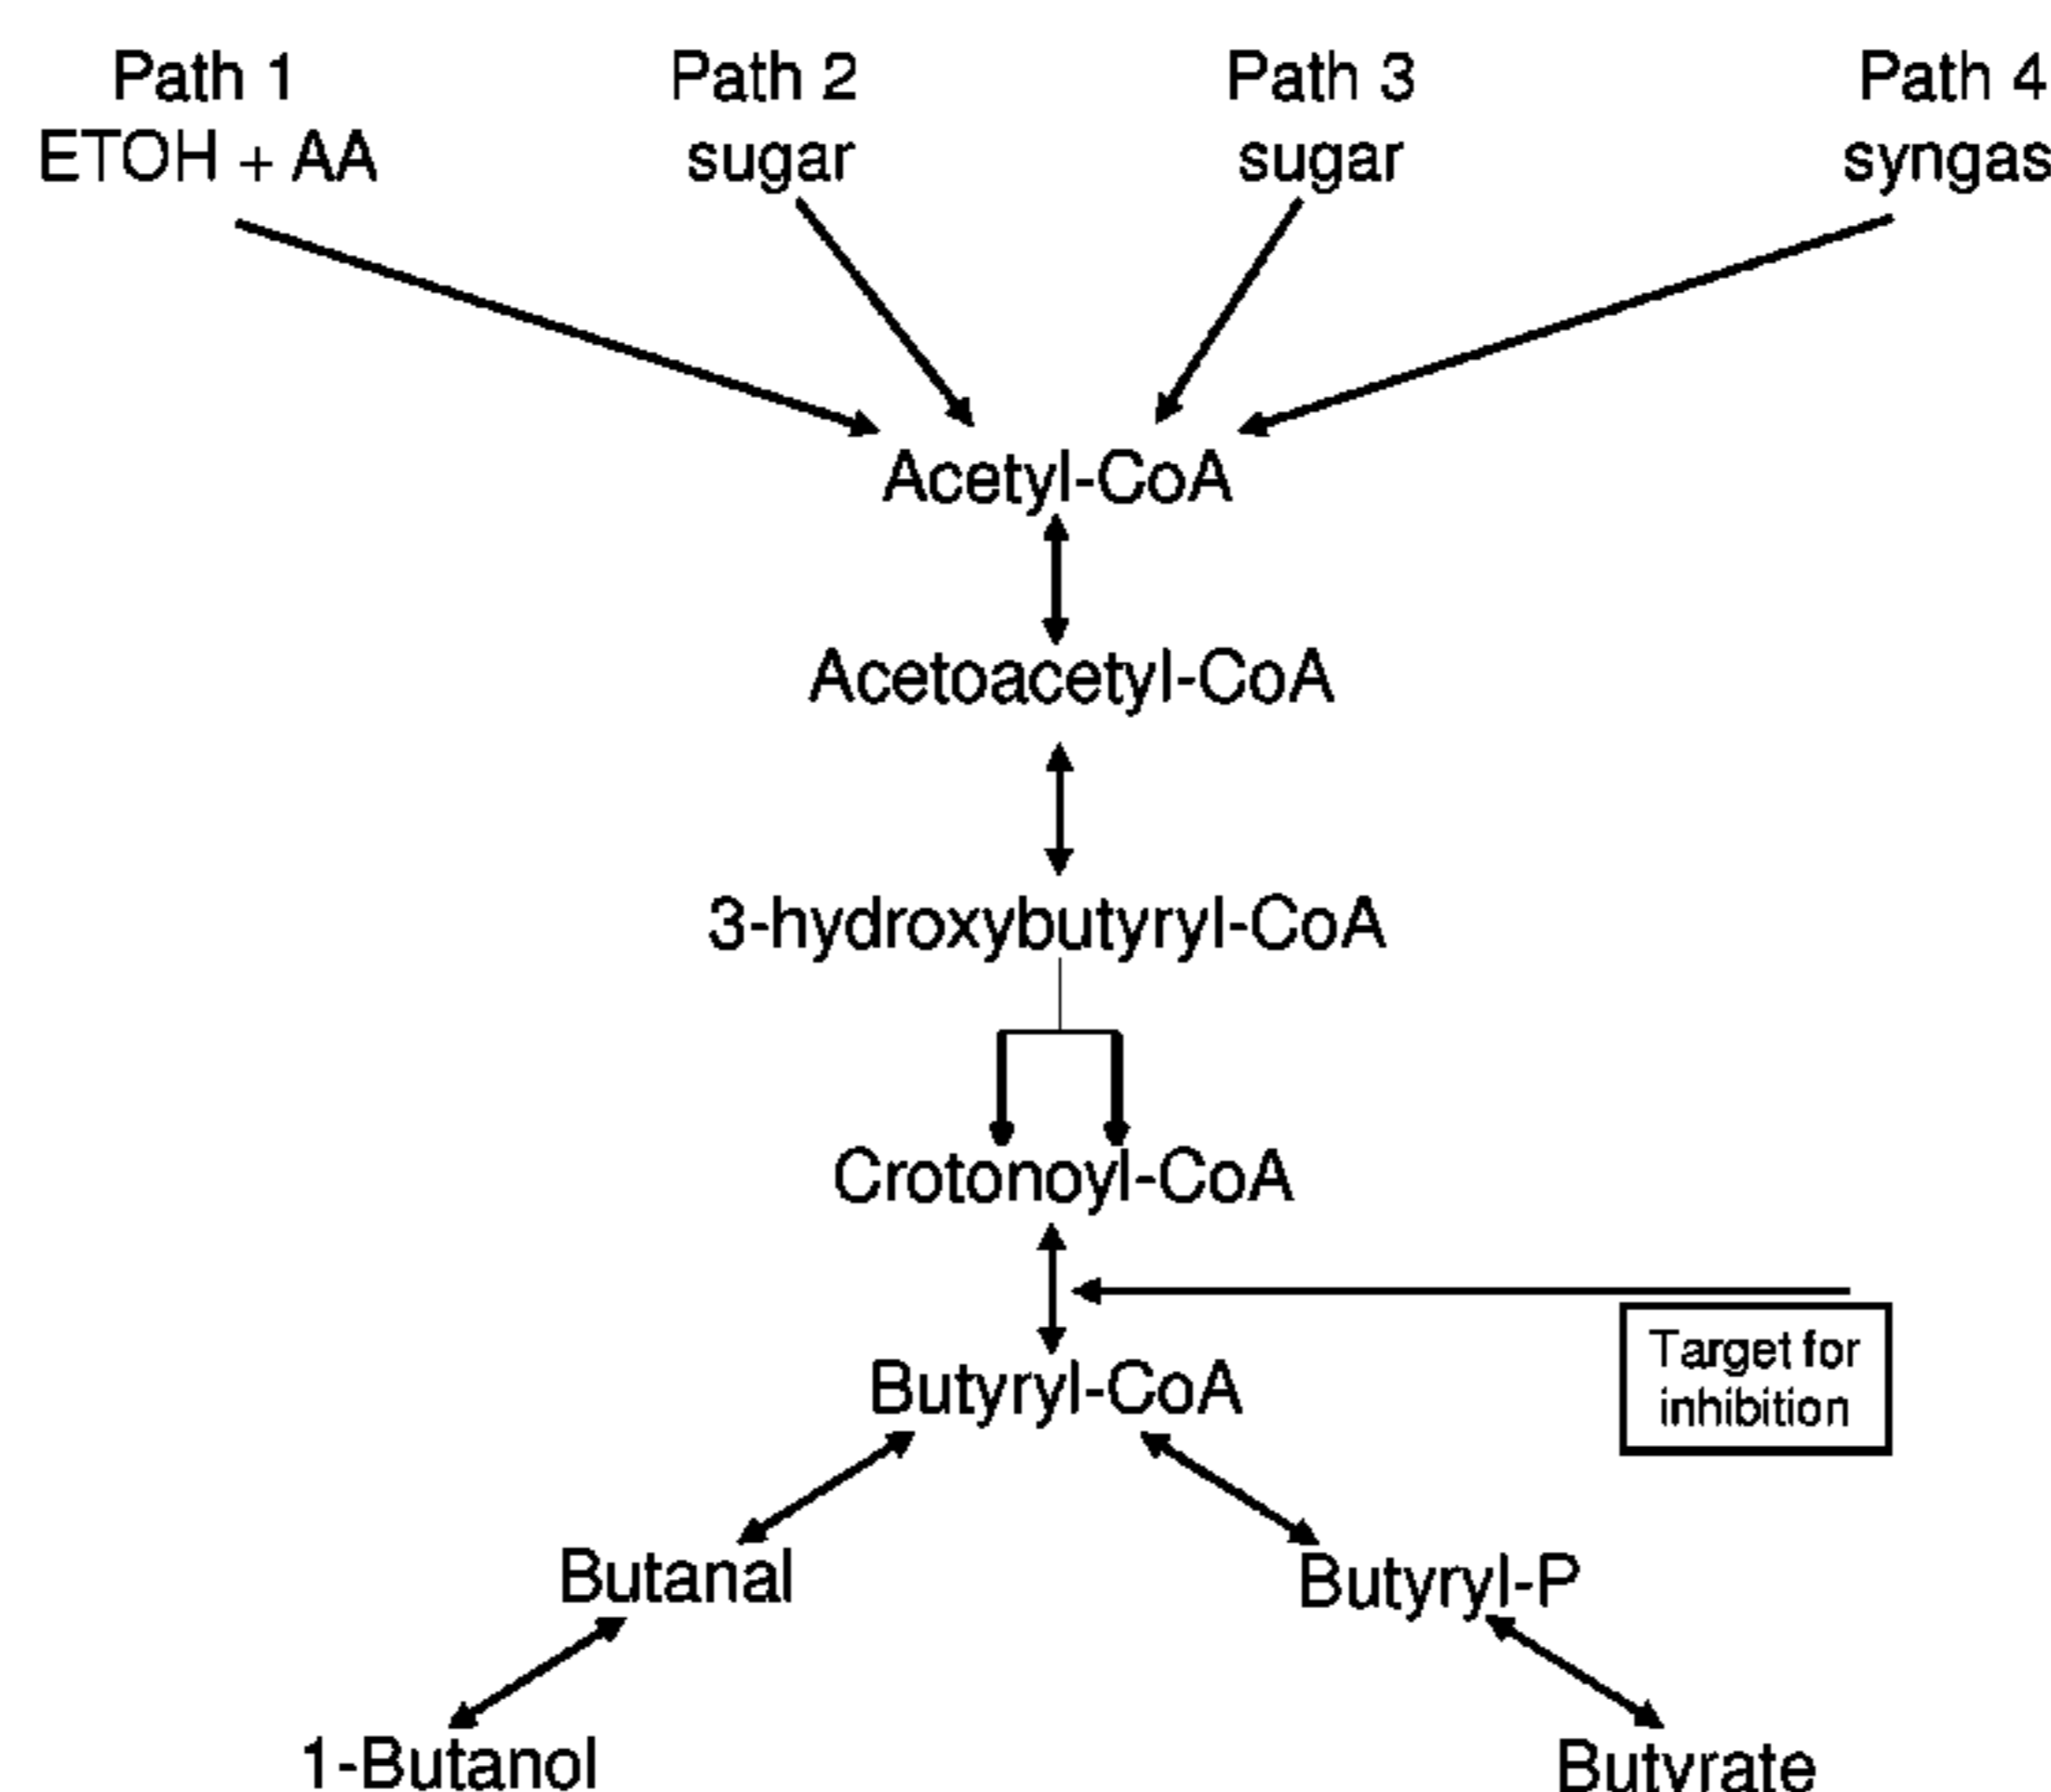 Path 1
ETOH + AA
Path 2
sugar
Path 3
sugar
Path 4
syngas
Acetyl-CoA
Acetoacetyl-CoA
3-hydroxybutyryl-CoA
Crotonoyl-CoA
Target for
inhibition
Butyryl-CoA
Butanal
Butyryl-P
1-Butanol
Butyrate